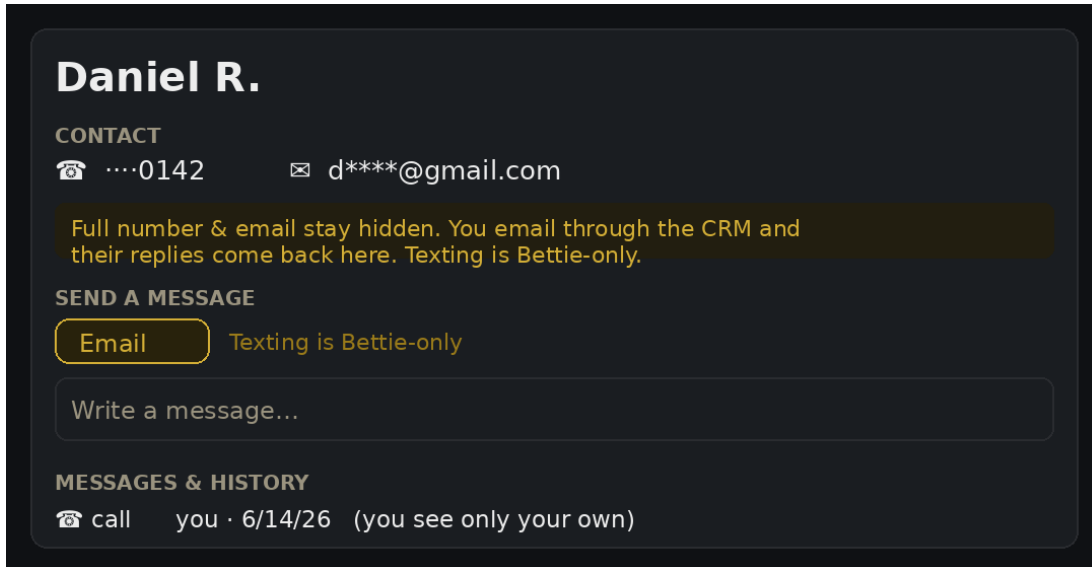 Daniel R.
CONTACT
☎ ····0142 ✉ d****@gmail.com
Full number & email stay hidden. You email through the CRM and
their replies come back here. Texting is Bettie-only.
SEND A MESSAGE
Email Texting is Bettie-only
Write a message…
MESSAGES & HISTORY
☎ call you · 6/14/26 (you see only your own)